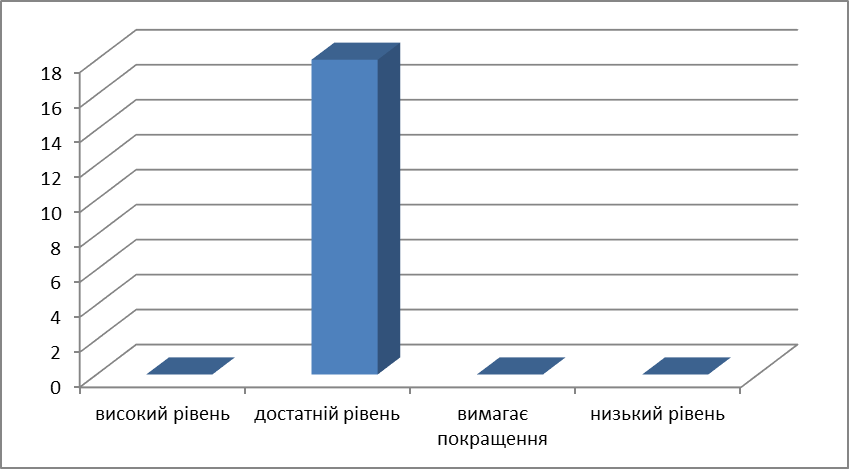 18
16
14
12
10
8
6
4
2
0
високий рівень
достатній рівень
вимагає
покращення
низький рівень